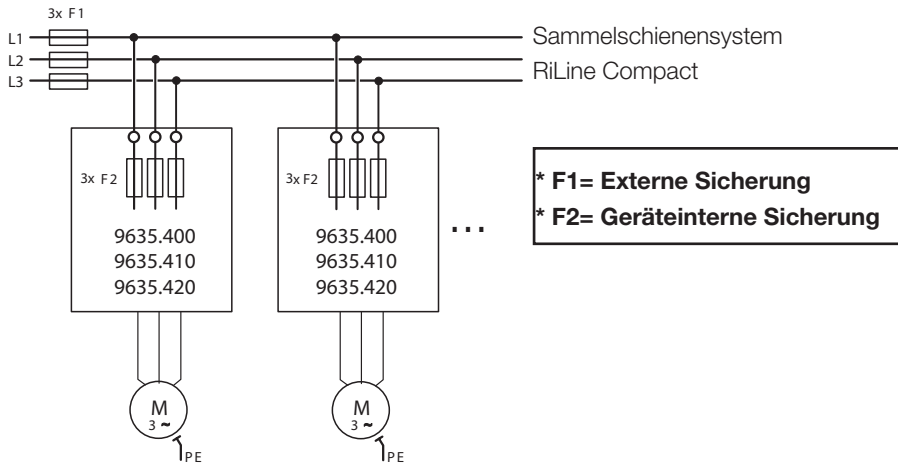 3x F1
L1
L2
L3
Sammelschienensystem
RiLine Compact
3x F2
9635.400
9635.410
9635.420
M
3 ~
PE
3x F2
9635.400
9635.410
9635.420
M
3 ~
PE
...
* F1= Externe Sicherung
* F2= Geräteinterne Sicherung